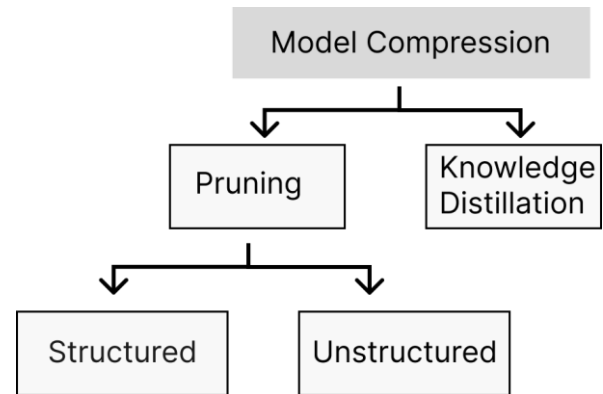 Model Compression
Pruning
Knowledge
Distillation
Structured
Unstructured